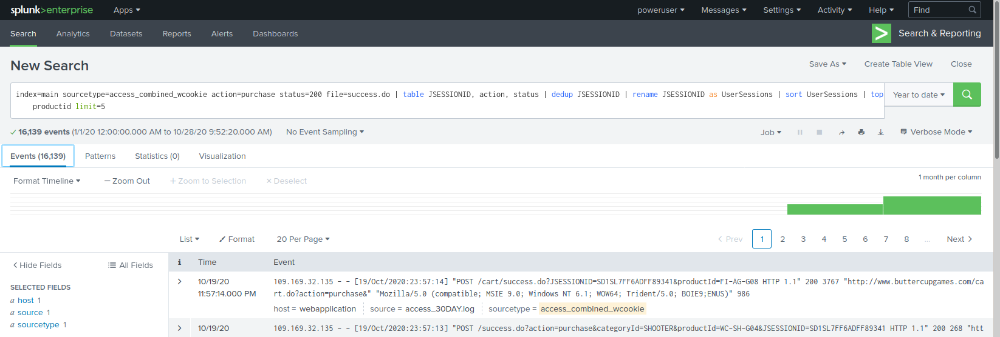 splunk>enterprise Apps poweruser Messages Settings Activity Help Find
Search Analytics Datasets Reports Alerts Dashboards Search & Reporting
New Search Save As Create Table View Close
index=main sourcetype=access_combined_wcookie action=purchase status=200 file=success.do | table JSESSIONID, action, status | dedup JSESSIONID | rename JSESSIONID as UserSessions | sort UserSessions | top Year to date
productid limit=5
16,139 events (1/1/20 12:00:00.000 AM to 10/28/20 9:52:20.000 AM) No Event Sampling Job Verbose Mode
Events (16,139) Patterns Statistics (0) Visualization
Format Timeline — Zoom Out + Zoom to Selection × Deselect 1 month per column
List Format 20 Per Page < Prev 1 2 3 4 5 6 7 8 ... Next >
< Hide Fields All Fields i Time Event
SELECTED FIELDS
a host 1
a source 1
a sourcetype 1
> 10/19/20 109.169.32.135 - - [19/Oct/2020:23:57:14] "POST /cart/success.do?JSESSIONID=SD1SL7FF6ADFF89341&productId=FI-AG-G08 HTTP 1.1" 200 3767 "http://www.buttercupgames.com/ca
11:57:14.000 PM rt.do?action=purchase&" "Mozilla/5.0 (compatible; MSIE 9.0; Windows NT 6.1; WOW64; Trident/5.0; BOIE9;ENUS)" 986
host = webapplication source = access_30DAY.log sourcetype = access_combined_wcookie
> 10/19/20 109.169.32.135 - - [19/Oct/2020:23:57:13] "POST /success.do?action=purchase&categoryId=SHOOTER&productId=WC-SH-G04&JSESSIONID=SD1SL7FF6ADFF89341 HTTP 1.1" 200 268 "htt